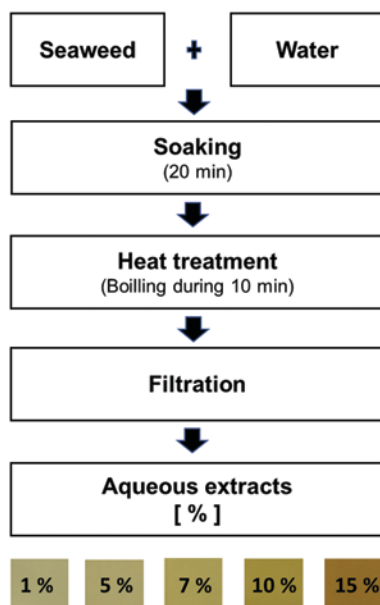 Seaweed + Water
Soaking
(20 min)
Heat treatment
(Boilling during 10 min)
Filtration
Aqueous extracts
[ % ]
1 % 5 % 7 % 10 % 15 %